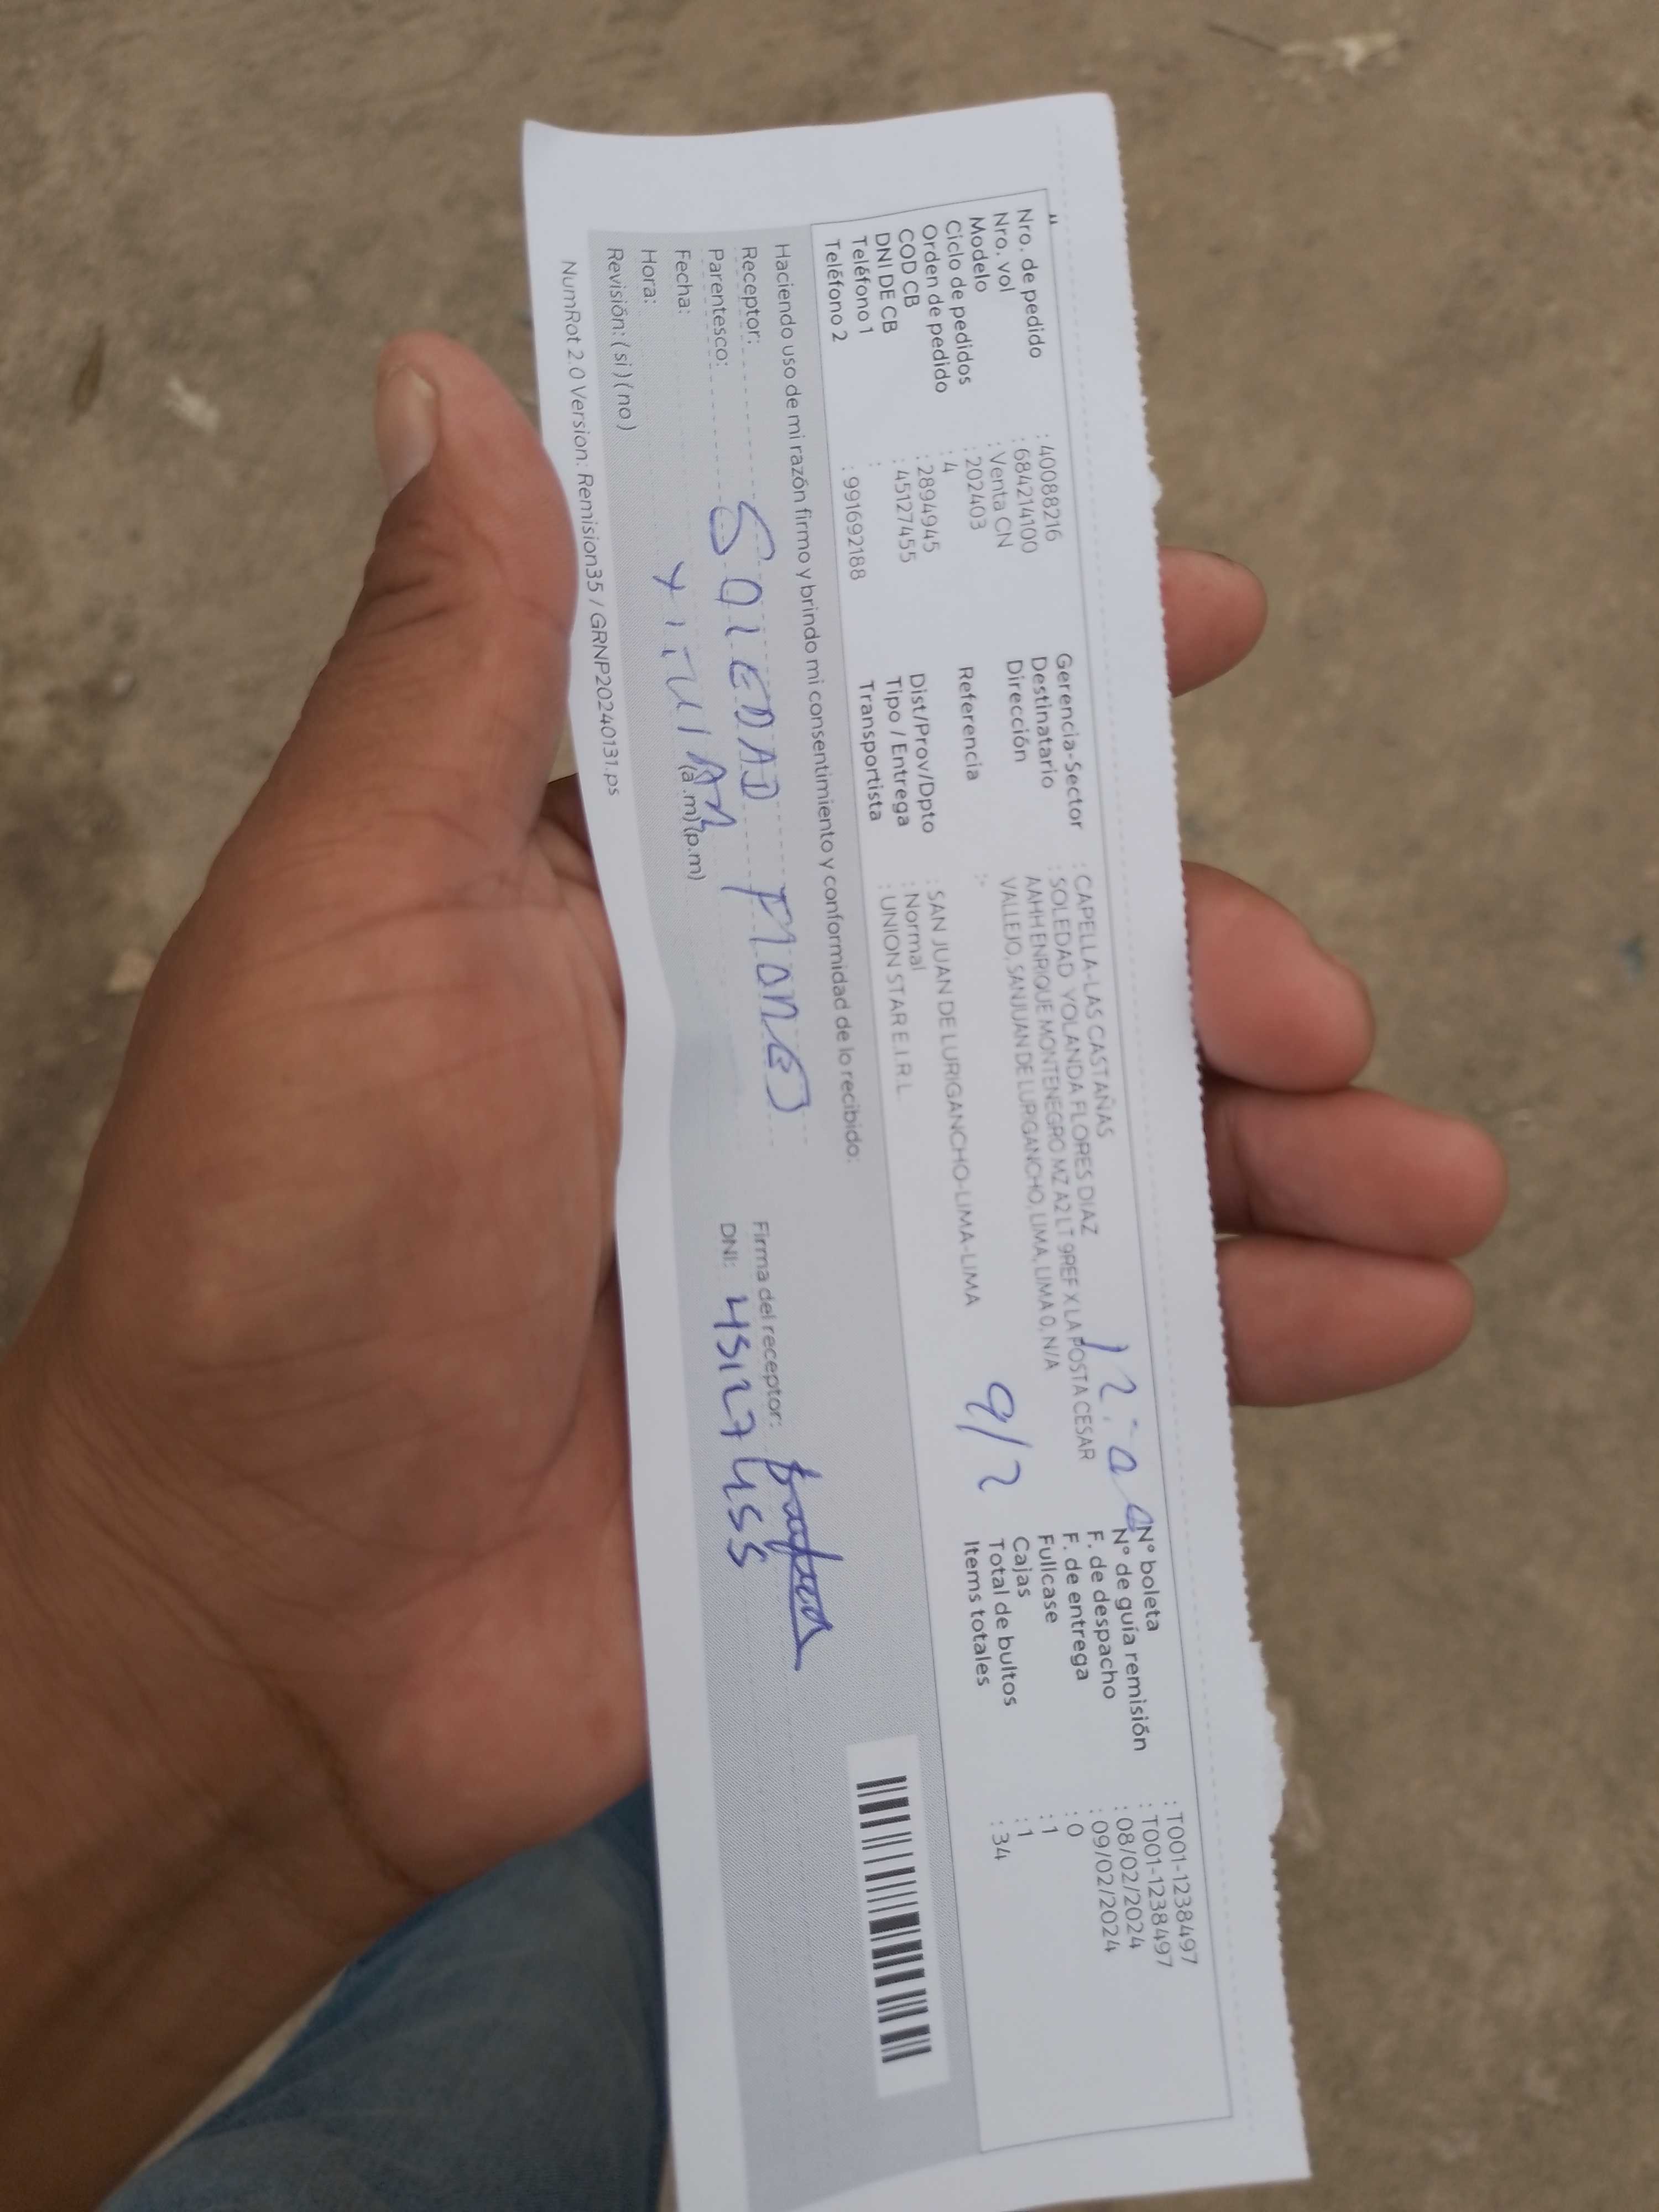 Nro. de pedido : 40088216
Nro. vol : 684214100
Modelo : Venta CN
Ciclo de pedidos : 202403
Orden de pedido : 4
COD CB : 2894945
DNI DE CB : 45127455
Teléfono 1 :
Teléfono 2 : 991692188
Gerencia-Sector : CAPELLA-LAS CASTAÑAS
Destinatario : SOLEDAD YOLANDA FLORES DIAZ
Dirección AAHH ENRIQUE MONTENEGRO MZ A2 LT 9REF X LA POSTA CESAR
VALLEJO, SANJUAN DE LURGANCHO, LIMA, LIMA 0, N/A
Referencia :-
Dist/Prov/Dpto : SAN JUAN DE LURIGANCHO-LIMA-LIMA
Tipo / Entrega : Normal
Transportista : UNION STAR E.I.R.L
9/2
Nº boleta : T001-1238497
Nº de guía remisión : T001-1238497
F. de despacho : 08/02/2024
F. de entrega : 09/02/2024
Fullcase : 0
Cajas : 1
Total de bultos : 1
Items totales : 34
Haciendo uso de mi razón firmo y brindo mi consentimiento y conformidad de lo recibido:
Receptor: SOLEDAD FLORES
Parentesco:
Fecha:
Hora: (a.m) (p.m)
Revisión: ( si ) ( no )
Firma del receptor:
DNI: 45127455
NumRot 2.0 Version: Remision35 / GRNP20240131.ps